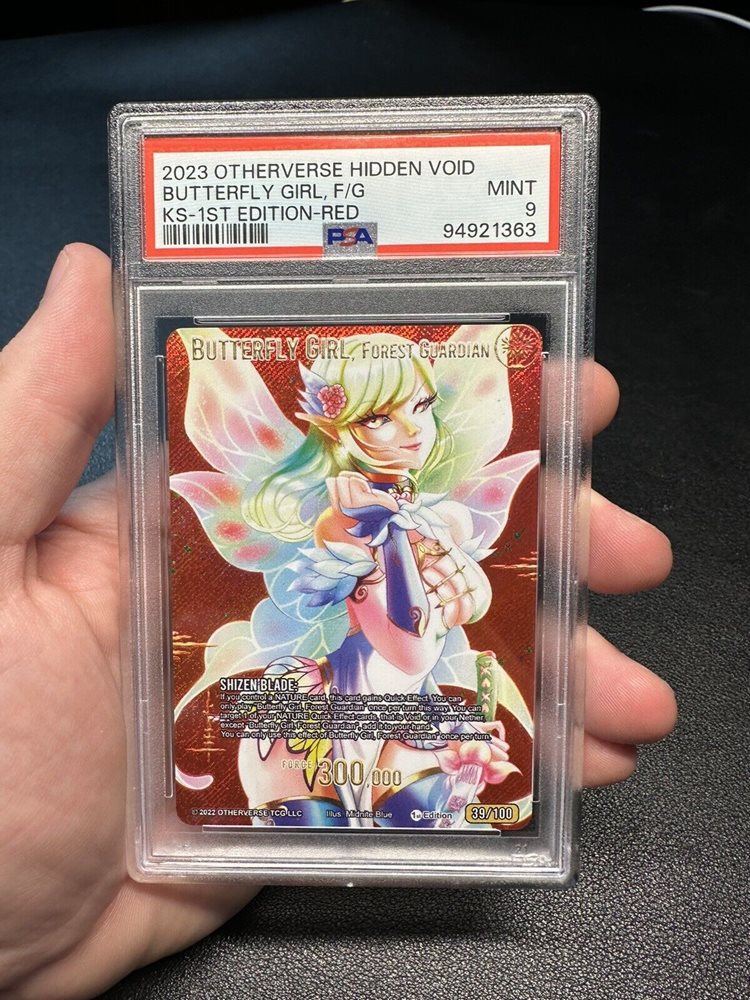 2023 OTHERVERSE HIDDEN VOID
BUTTERFLY GIRL, F/G MINT
KS-1ST EDITION-RED 9
PSA 94921363
BUTTERFLY GIRL, FOREST GUARDIAN
SHIZEN BLADE:
If you control a NATURE card, this card gains Quick Effect. You can
only play "Butterfly Girl, Forest Guardian" once per turn this way. You can
target 1 of your NATURE Quick Effect cards, that is Void or in your Nether
except "Butterfly Girl, Forest Guardian", add it to your hand.
You can only use this effect of Butterfly Girl, Forest Guardian" once per turn
FORCE 300,000
© 2022 OTHERVERSE TCG LLC Illus. Midnite Blue 1st Edition 39/100